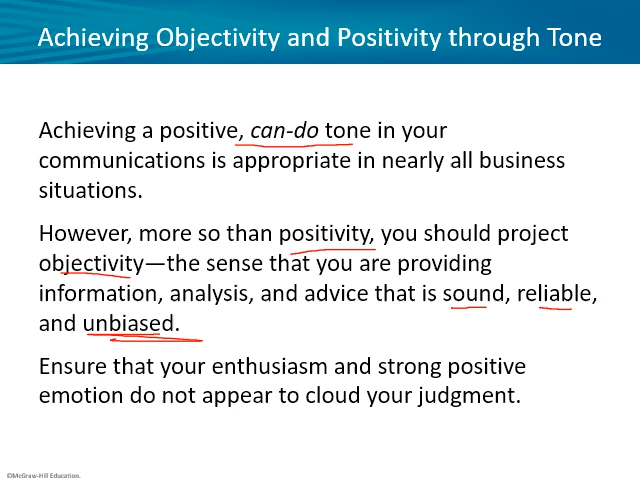 Achieving Objectivity and Positivity through Tone
Achieving a positive, can-do tone in your
communications is appropriate in nearly all business
situations.
However, more so than positivity, you should project
objectivity—the sense that you are providing
information, analysis, and advice that is sound, reliable,
and unbiased.
Ensure that your enthusiasm and strong positive
emotion do not appear to cloud your judgment.
©McGraw-Hill Education.